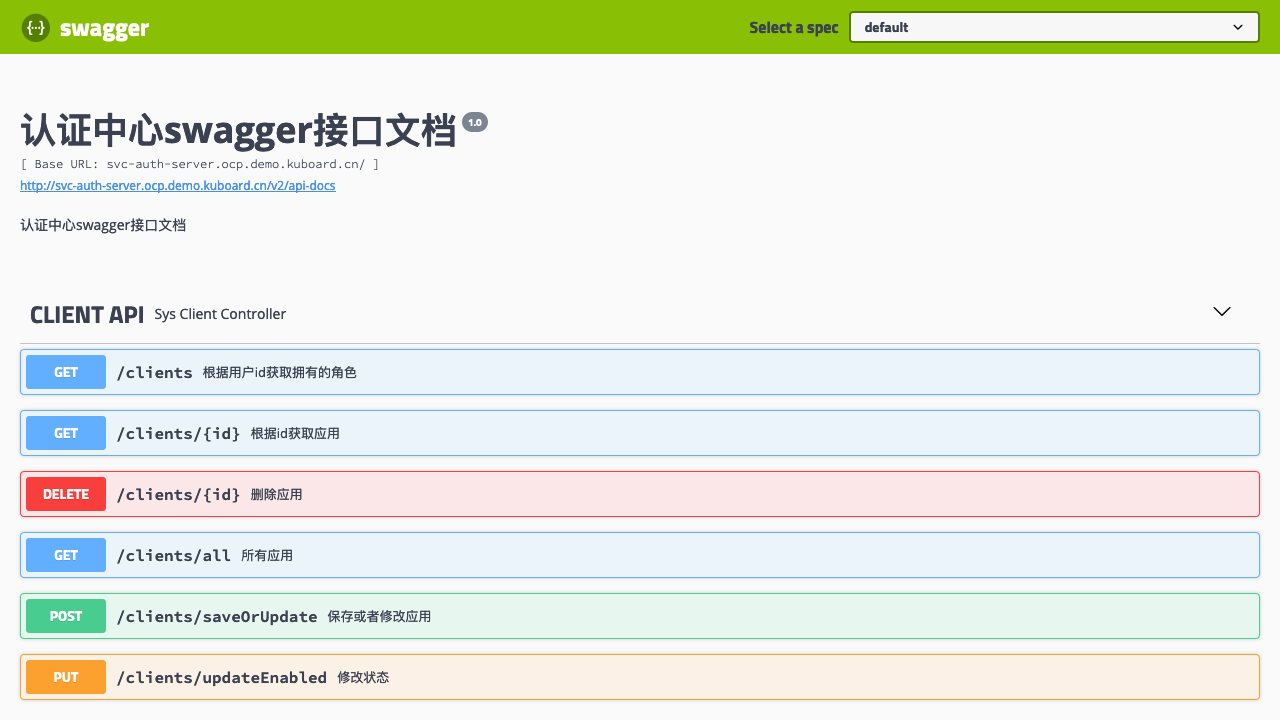 swagger
Select a spec
default
认证中心swagger接口文档 1.0
[ Base URL: svc-auth-server.ocp.demo.kuboard.cn/ ]
http://svc-auth-server.ocp.demo.kuboard.cn/v2/api-docs
认证中心swagger接口文档
CLIENT API Sys Client Controller
GET /clients 根据用户id获取拥有的角色
GET /clients/{id} 根据id获取应用
DELETE /clients/{id} 删除应用
GET /clients/all 所有应用
POST /clients/saveOrUpdate 保存或者修改应用
PUT /clients/updateEnabled 修改状态